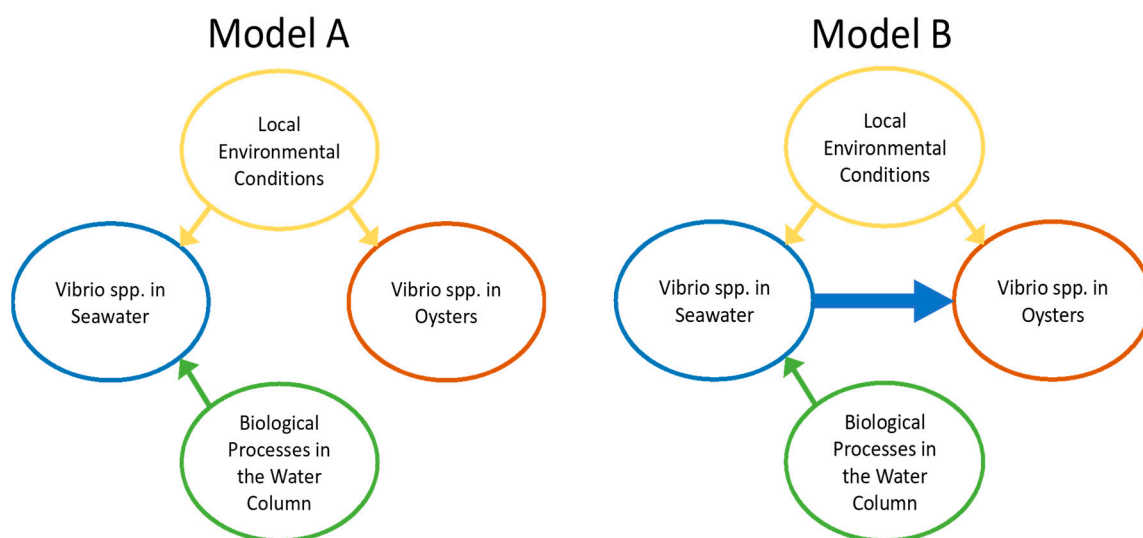 Model A
Local
Environmental
Conditions
Vibrio spp. in
Seawater
Vibrio spp. in
Oysters
Biological
Processes in
the Water
Column
Model B
Local
Environmental
Conditions
Vibrio spp. in
Seawater
Vibrio spp. in
Oysters
Biological
Processes in
the Water
Column